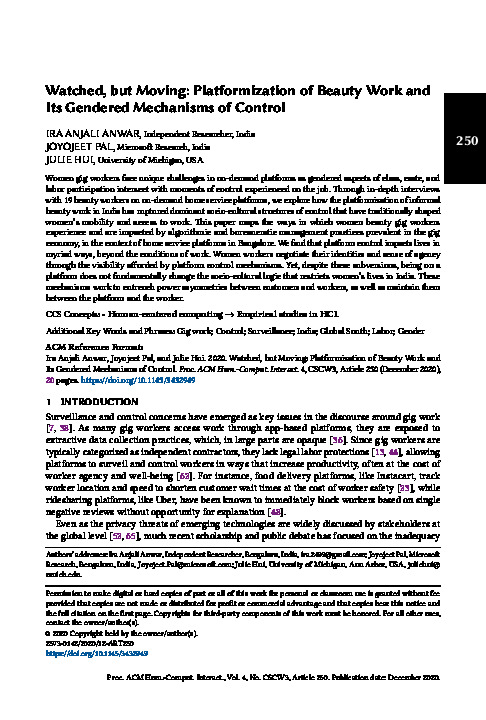 Watched, but Moving: Platformization of Beauty Work and
Its Gendered Mechanisms of Control
250
IRA ANJALI ANWAR, Independent Researcher, India
JOYOJEET PAL, Microsoft Research, India
JULIE HUI, University of Michigan, USA
Women gig workers face unique challenges in on-demand platforms as gendered aspects of class, caste, and
labor participation intersect with moments of control experienced on the job. Through in-depth interviews
with 19 beauty workers on on-demand home service platforms, we explore how the platformization of informal
beauty work in India has ruptured dominant socio-cultural structures of control that have traditionally shaped
women's mobility and access to work. This paper maps the ways in which women beauty gig workers
experience and are impacted by algorithmic and bureaucratic management practices prevalent in the gig
economy, in the context of home service platforms in Bangalore. We find that platform control impacts lives in
myriad ways, beyond the conditions of work. Women workers negotiate their identities and sense of agency
through the visibility afforded by platform control mechanisms. Yet, despite these subversions, being on a
platform does not fundamentally change the socio-cultural logic that restricts women's lives in India. These
mechanisms work to entrench power asymmetries between customers and workers, as well as maintain them
between the platform and the worker.
CCS Concepts: • Human-centered computing → Empirical studies in HCI.
Additional Key Words and Phrases: Gig work; Control; Surveillance; India; Global South; Labor; Gender
ACM Reference Format:
Ira Anjali Anwar, Joyojeet Pal, and Julie Hui. 2020. Watched, but Moving: Platformization of Beauty Work and
Its Gendered Mechanisms of Control. Proc. ACM Hum.-Comput. Interact. 4, CSCW3, Article 250 (December 2020),
20 pages. https://doi.org/10.1145/3432949
1 INTRODUCTION
Surveillance and control concerns have emerged as key issues in the discourse around gig work
[7, 38]. As many gig workers access work through app-based platforms, they are exposed to
extractive data collection practices, which, in large parts are opaque [36]. Since gig workers are
typically categorized as independent contractors, they lack legal labor protections [13, 44], allowing
platforms to surveil and control workers in ways that increase productivity, often at the cost of
worker agency and well-being [62]. For instance, food delivery platforms, like Instacart, track
worker location and speed to shorten customer wait times at the cost of worker safety [23], while
ridesharing platforms, like Uber, have been known to immediately block workers based on single
negative reviews without opportunity for explanation [48].
Even as the privacy threats of emerging technologies are widely discussed by stakeholders at
the global level [52, 65], much recent scholarship and public debate has focused on the inadequacy
Authors' addresses: Ira Anjali Anwar, Independent Researcher, Bengaluru, India, ira.2499@gmail.com; Joyojeet Pal, Microsoft
Research, Bengaluru, India, Joyojeet.Pal@microsoft.com; Julie Hui, University of Michigan, Ann Arbor, USA, juliehui@
umich.edu.
Permission to make digital or hard copies of part or all of this work for personal or classroom use is granted without fee
provided that copies are not made or distributed for profit or commercial advantage and that copies bear this notice and
the full citation on the first page. Copyrights for third-party components of this work must be honored. For all other uses,
contact the owner/author(s).
© 2020 Copyright held by the owner/author(s).
2573-0142/2020/12-ART250
https://doi.org/10.1145/3432949
Proc. ACM Hum.-Comput. Interact., Vol. 4, No. CSCW3, Article 250. Publication date: December 2020.